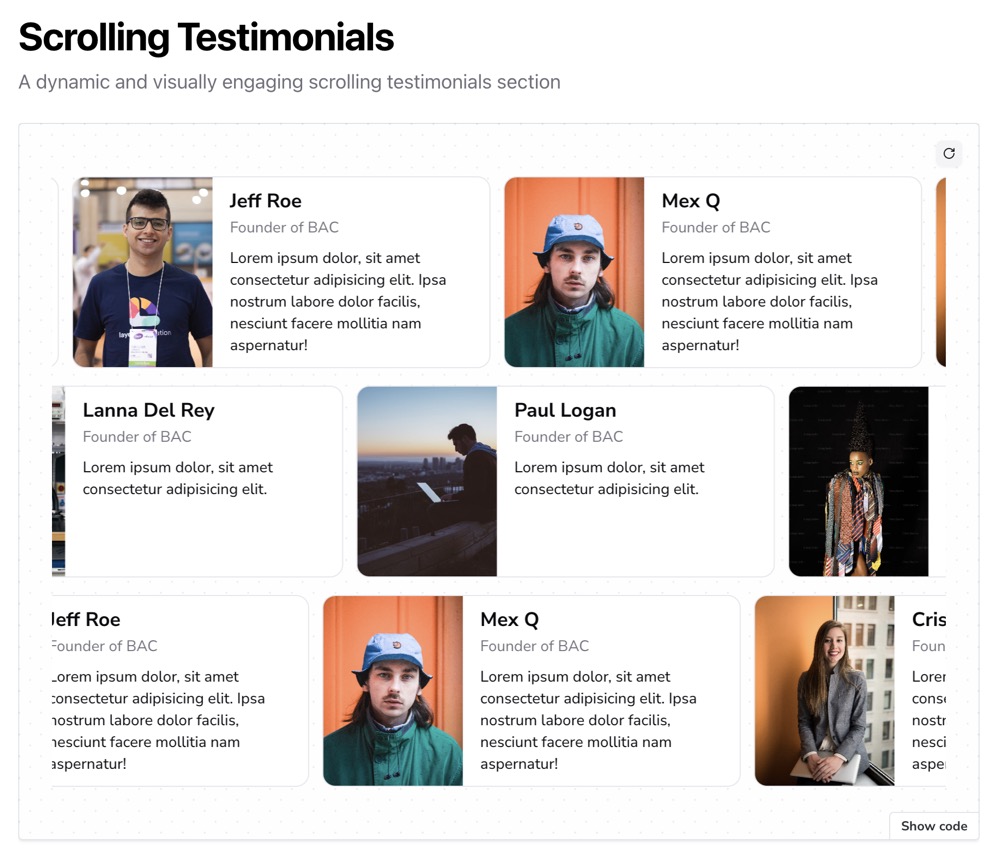 Scrolling Testimonials
A dynamic and visually engaging scrolling testimonials section
Jeff Roe
Founder of BAC
Lorem ipsum dolor, sit amet
consectetur adipisicing elit. Ipsa
nostrum labore dolor facilis,
nesciunt facere mollitia nam
aspernatur!
Mex Q
Founder of BAC
Lorem ipsum dolor, sit amet
consectetur adipisicing elit. Ipsa
nostrum labore dolor facilis,
nesciunt facere mollitia nam
aspernatur!
Lanna Del Rey
Founder of BAC
Lorem ipsum dolor, sit amet
consectetur adipisicing elit.
Paul Logan
Founder of BAC
Lorem ipsum dolor, sit amet
consectetur adipisicing elit.
Jeff Roe
Founder of BAC
Lorem ipsum dolor, sit amet
consectetur adipisicing elit. Ipsa
nostrum labore dolor facilis,
nesciunt facere mollitia nam
aspernatur!
Mex Q
Founder of BAC
Lorem ipsum dolor, sit amet
consectetur adipisicing elit. Ipsa
nostrum labore dolor facilis,
nesciunt facere mollitia nam
aspernatur!
Cris
Foun
Lorer
conse
nostr
nesci
aspe
Show code